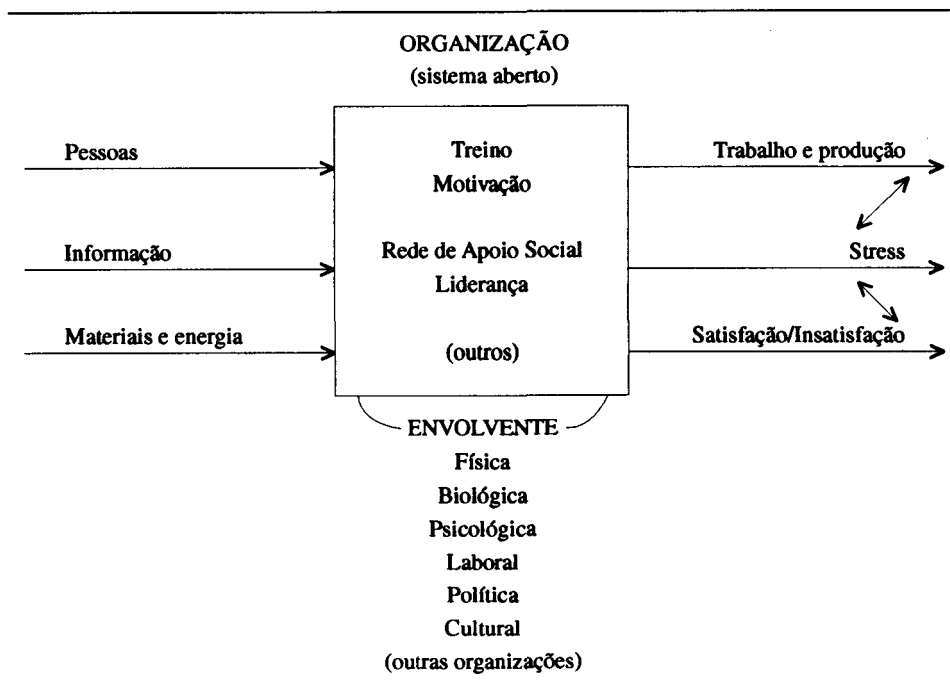 ORGANIZAÇÃO
(sistema aberto)
Pessoas
Treino
Trabalho e produção
Motivação
Informação
Rede de Apoio Social
Stress
Liderança
Materiais e energia
(outros)
Satisfação/Insatisfação
ENVOLVENTE
Física
Biológica
Psicológica
Laboral
Política
Cultural
(outras organizações)